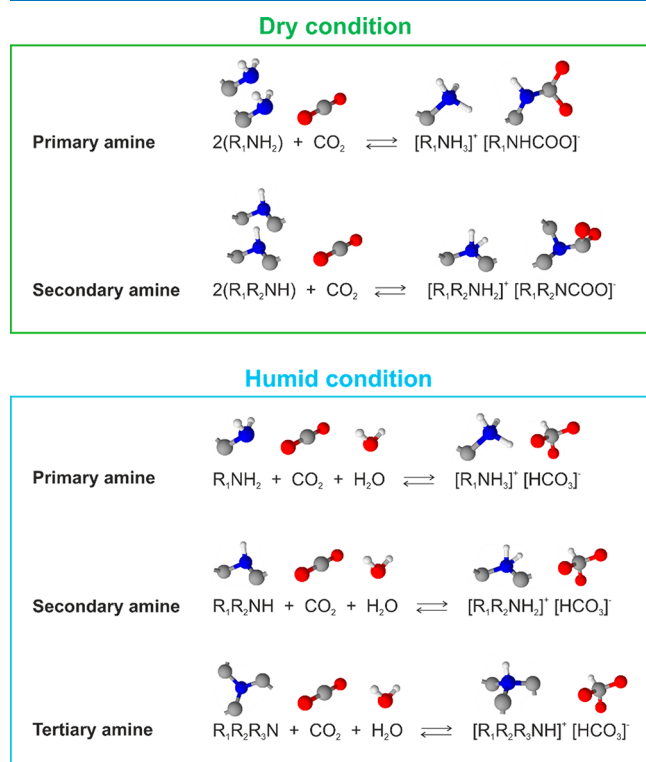 Dry condition
Primary amine 2(R₁NH₂) + CO₂ ⇌ [R₁NH₃]⁺ [R₁NHCOO]⁻
Secondary amine 2(R₁R₂NH) + CO₂ ⇌ [R₁R₂NH₂]⁺ [R₁R₂NCOO]⁻
Humid condition
Primary amine R₁NH₂ + CO₂ + H₂O ⇌ [R₁NH₃]⁺ [HCO₃]⁻
Secondary amine R₁R₂NH + CO₂ + H₂O ⇌ [R₁R₂NH₂]⁺ [HCO₃]⁻
Tertiary amine R₁R₂R₃N + CO₂ + H₂O ⇌ [R₁R₂R₃NH]⁺ [HCO₃]⁻